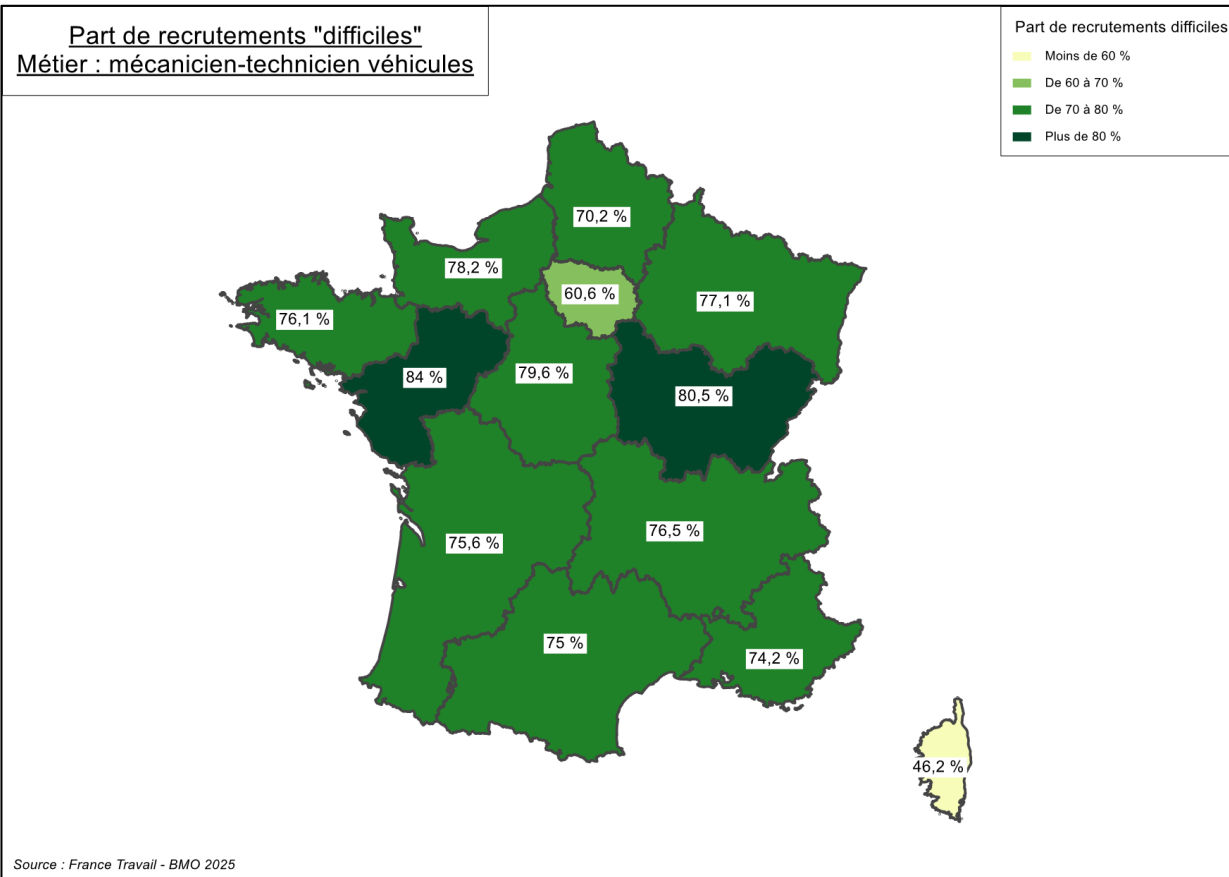 Part de recrutements "difficiles"
Métier : mécanicien-technicien véhicules
Part de recrutements difficiles
Moins de 60 %
De 60 à 70 %
De 70 à 80 %
Plus de 80 %
70,2 %
78,2 %
60,6 %
77,1 %
76,1 %
84 %
79,6 %
80,5 %
75,6 %
76,5 %
75 %
74,2 %
46,2 %
Source : France Travail - BMO 2025